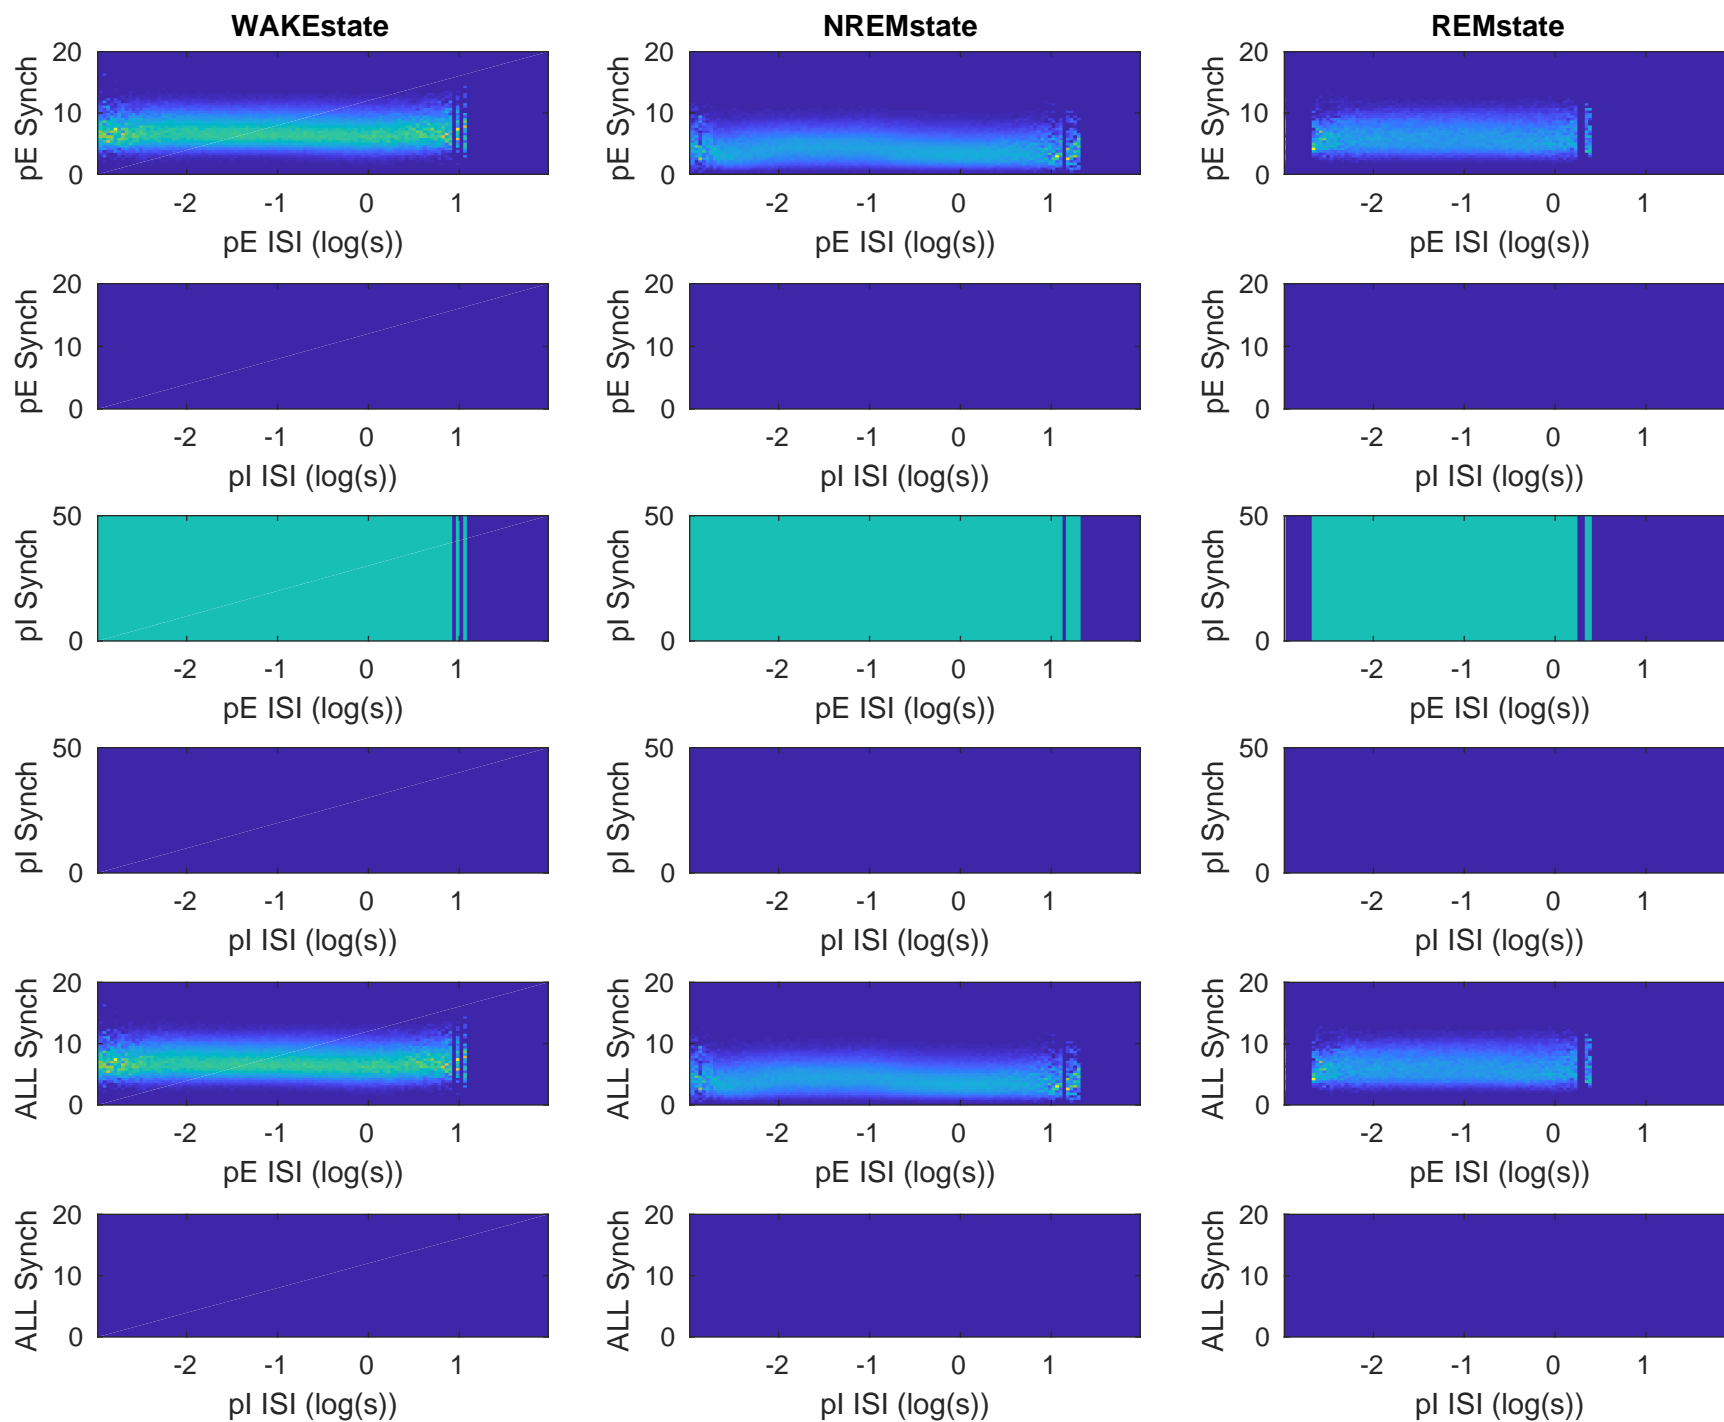 WAKEstate NREMstate REMstate
20 20 20
pE Synch pE Synch pE Synch
10 10 10
0 0 0
-2 -1 0 1 -2 -1 0 1 -2 -1 0 1
pE ISI (log(s)) pE ISI (log(s)) pE ISI (log(s))
20 20 20
pE Synch pE Synch pE Synch
10 10 10
0 0 0
-2 -1 0 1 -2 -1 0 1 -2 -1 0 1
pI ISI (log(s)) pI ISI (log(s)) pI ISI (log(s))
50 50 50
pI Synch pI Synch pI Synch
0 0 0
-2 -1 0 1 -2 -1 0 1 -2 -1 0 1
pE ISI (log(s)) pE ISI (log(s)) pE ISI (log(s))
50 50 50
pI Synch pI Synch pI Synch
0 0 0
-2 -1 0 1 -2 -1 0 1 -2 -1 0 1
pI ISI (log(s)) pI ISI (log(s)) pI ISI (log(s))
20 20 20
ALL Synch ALL Synch ALL Synch
10 10 10
0 0 0
-2 -1 0 1 -2 -1 0 1 -2 -1 0 1
pE ISI (log(s)) pE ISI (log(s)) pE ISI (log(s))
20 20 20
ALL Synch ALL Synch ALL Synch
10 10 10
0 0 0
-2 -1 0 1 -2 -1 0 1 -2 -1 0 1
pI ISI (log(s)) pI ISI (log(s)) pI ISI (log(s))